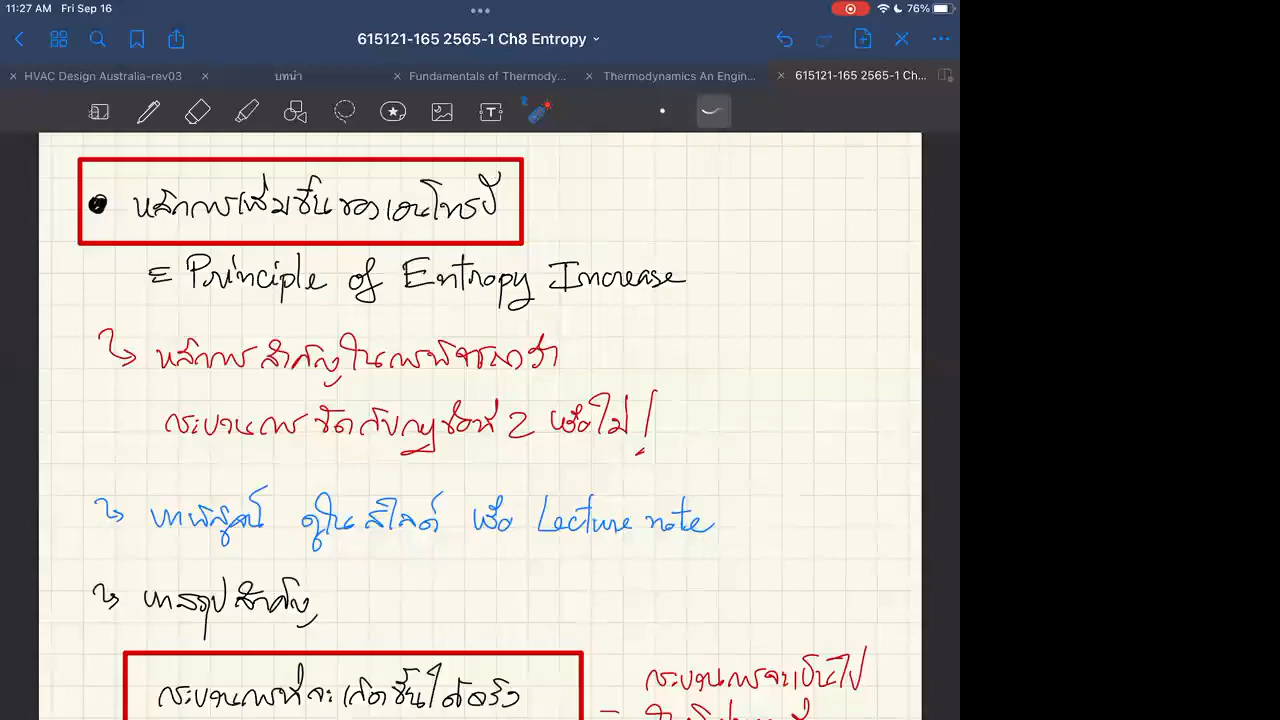 11:27 AM Fri Sep 16
76%
615121-165 2565-1 Ch8 Entropy
HVAC Design Australia-rev03
บทนำ
Fundamentals of Thermody...
Thermodynamics An Engin...
615121-165 2565-1 Ch...
T
• หลักการเพิ่มขึ้นของเอนโทรปี
≡ Principle of Entropy Increase
↳ หลักการสำคัญในการพิจารณาว่า
กระบวนการ ขัดกับกฎข้อที่ 2 หรือไม่!
↳ บทพิสูจน์ ดูในสไลด์ หรือ Lecture note
↳ บทสรุปสำคัญ
กระบวนการที่จะเกิดขึ้นได้จริง
กระบวนการจะเป็นไป